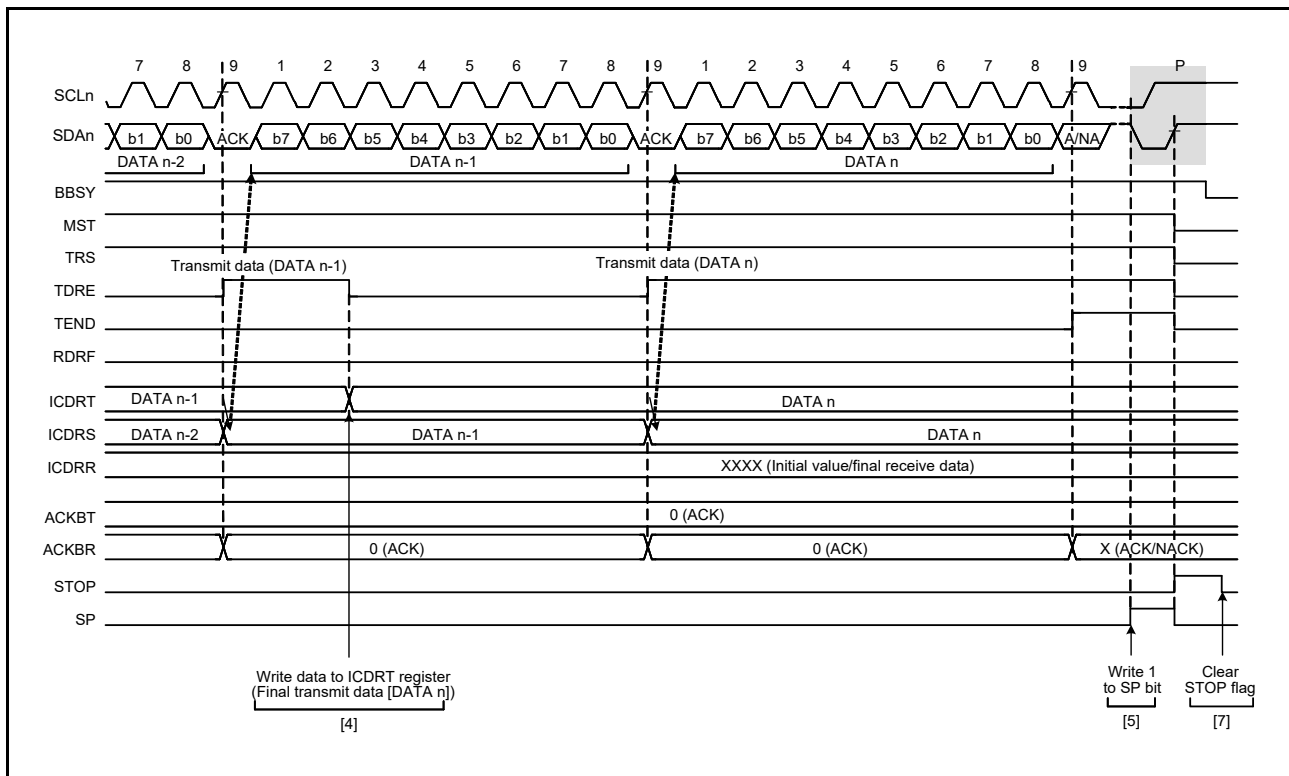 7 8 9 1 2 3 4 5 6 7 8 9 1 2 3 4 5 6 7 8 9 P
SCLn
SDAn b1 b0 ACK b7 b6 b5 b4 b3 b2 b1 b0 ACK b7 b6 b5 b4 b3 b2 b1 b0 A/NA
DATA n-2 DATA n-1 DATA n
BBSY
MST
TRS
Transmit data (DATA n-1) Transmit data (DATA n)
TDRE
TEND
RDRF
ICDRT DATA n-1 DATA n
ICDRS DATA n-2 DATA n-1 DATA n
ICDRR XXXX (Initial value/final receive data)
ACKBT 0 (ACK)
ACKBR 0 (ACK) 0 (ACK) X (ACK/NACK)
STOP
SP
Write data to ICDRT register
(Final transmit data [DATA n])
[4]
Write 1
to SP bit
[5]
Clear
STOP flag
[7]